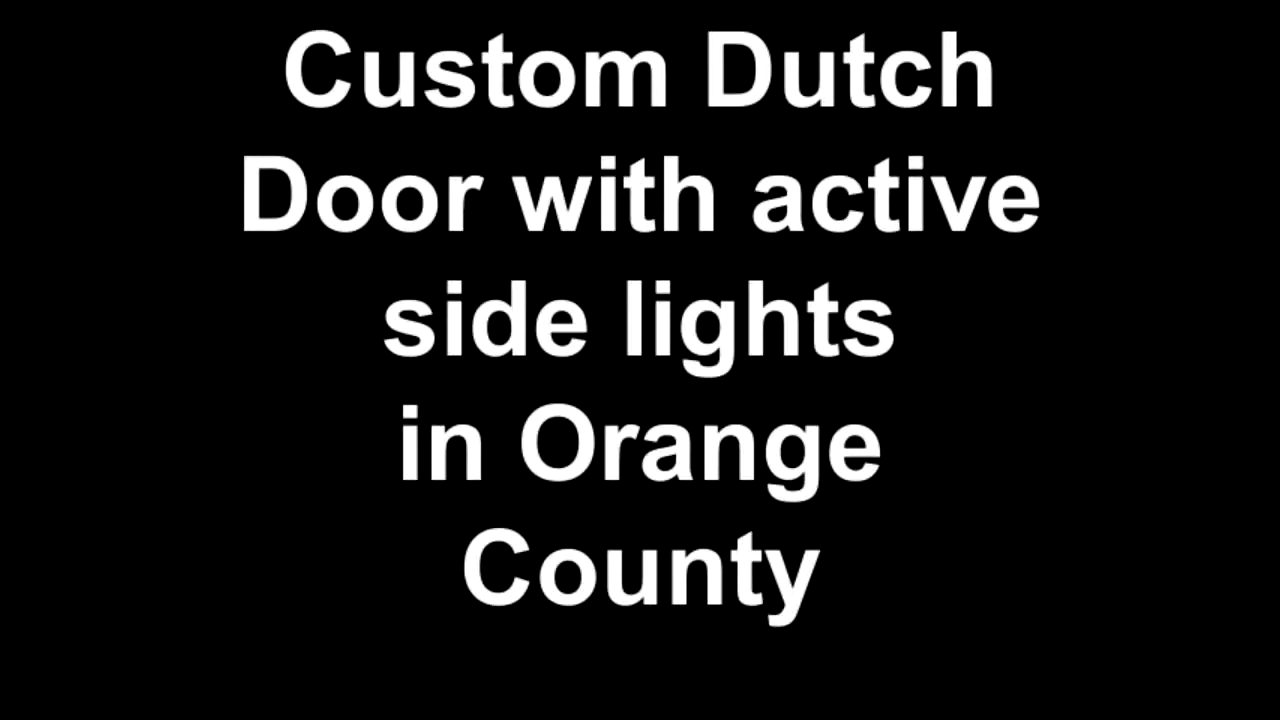 Custom Dutch
Door with active
side lights
in Orange
County